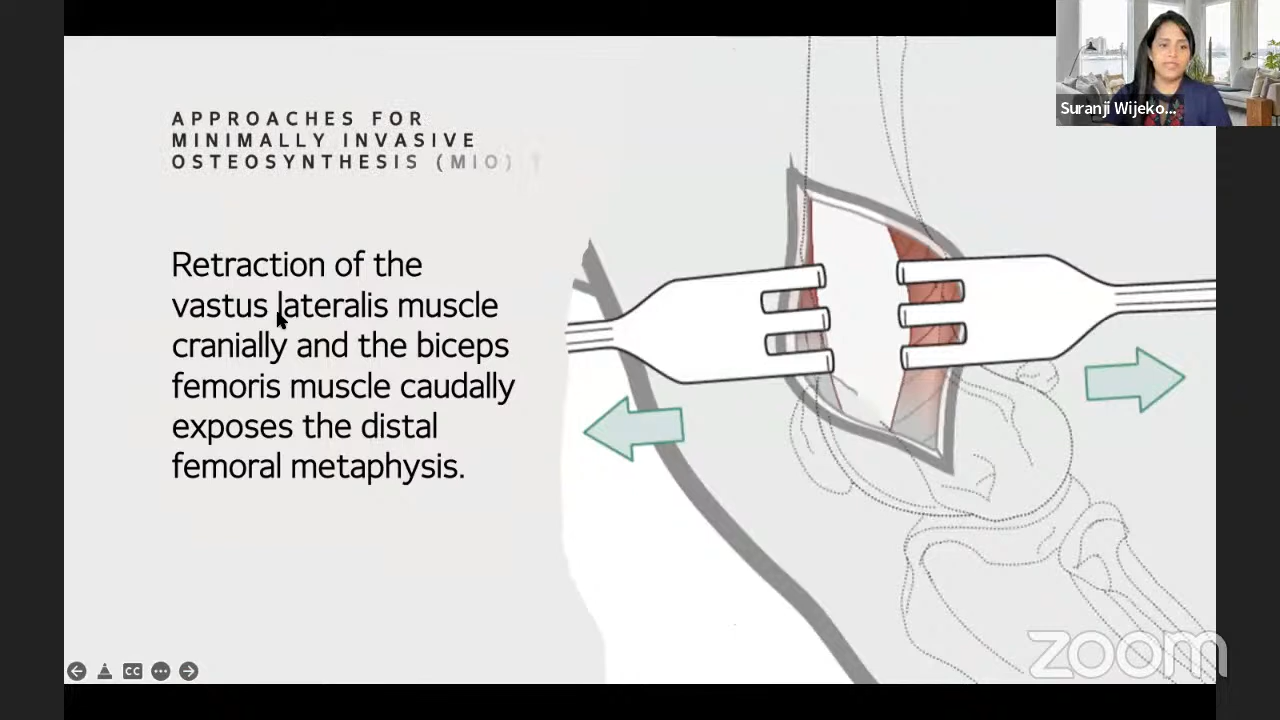 APPROACHES FOR
MINIMALLY INVASIVE
OSTEOSYNTHESIS (MIO)
Retraction of the
vastus lateralis muscle
cranially and the biceps
femoris muscle caudally
exposes the distal
femoral metaphysis.
Suranji Wijeko...
CC
zoom